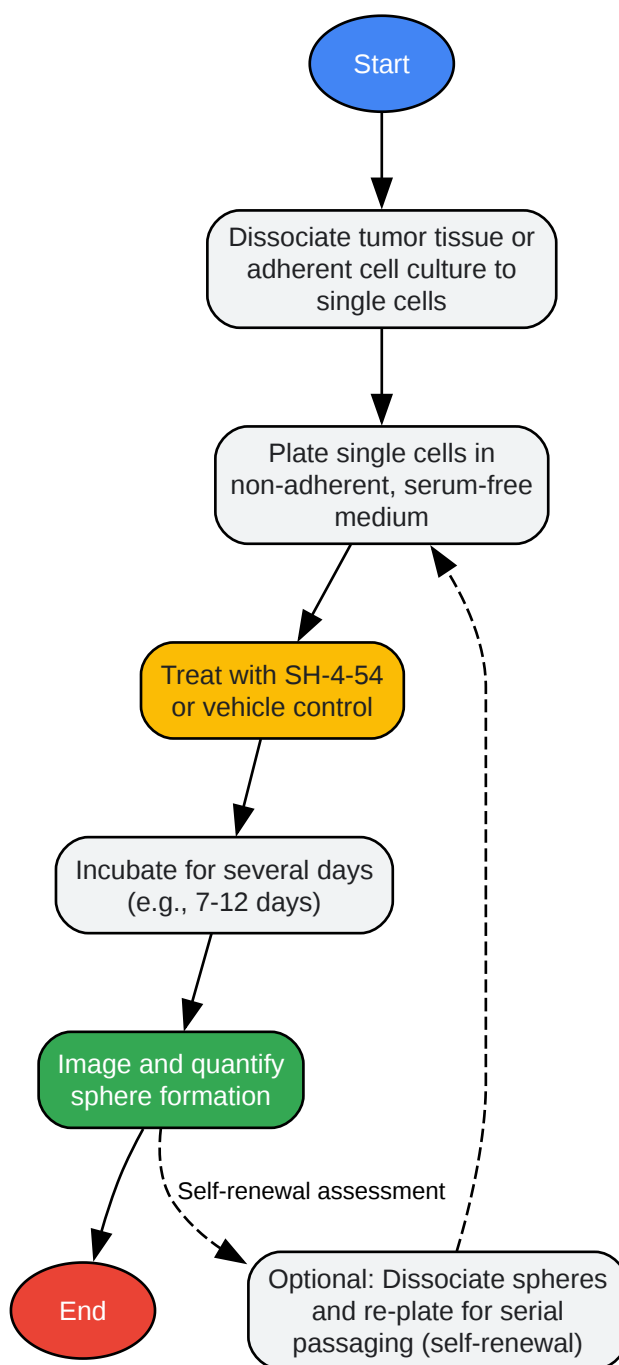 Start
Dissociate tumor tissue or
adherent cell culture to
single cells
Plate single cells in
non-adherent, serum-free
medium
Treat with SH-4-54
or vehicle control
Incubate for several days
(e.g., 7-12 days)
Image and quantify
sphere formation
Self-renewal assessment
End
Optional: Dissociate spheres
and re-plate for serial
passaging (self-renewal)